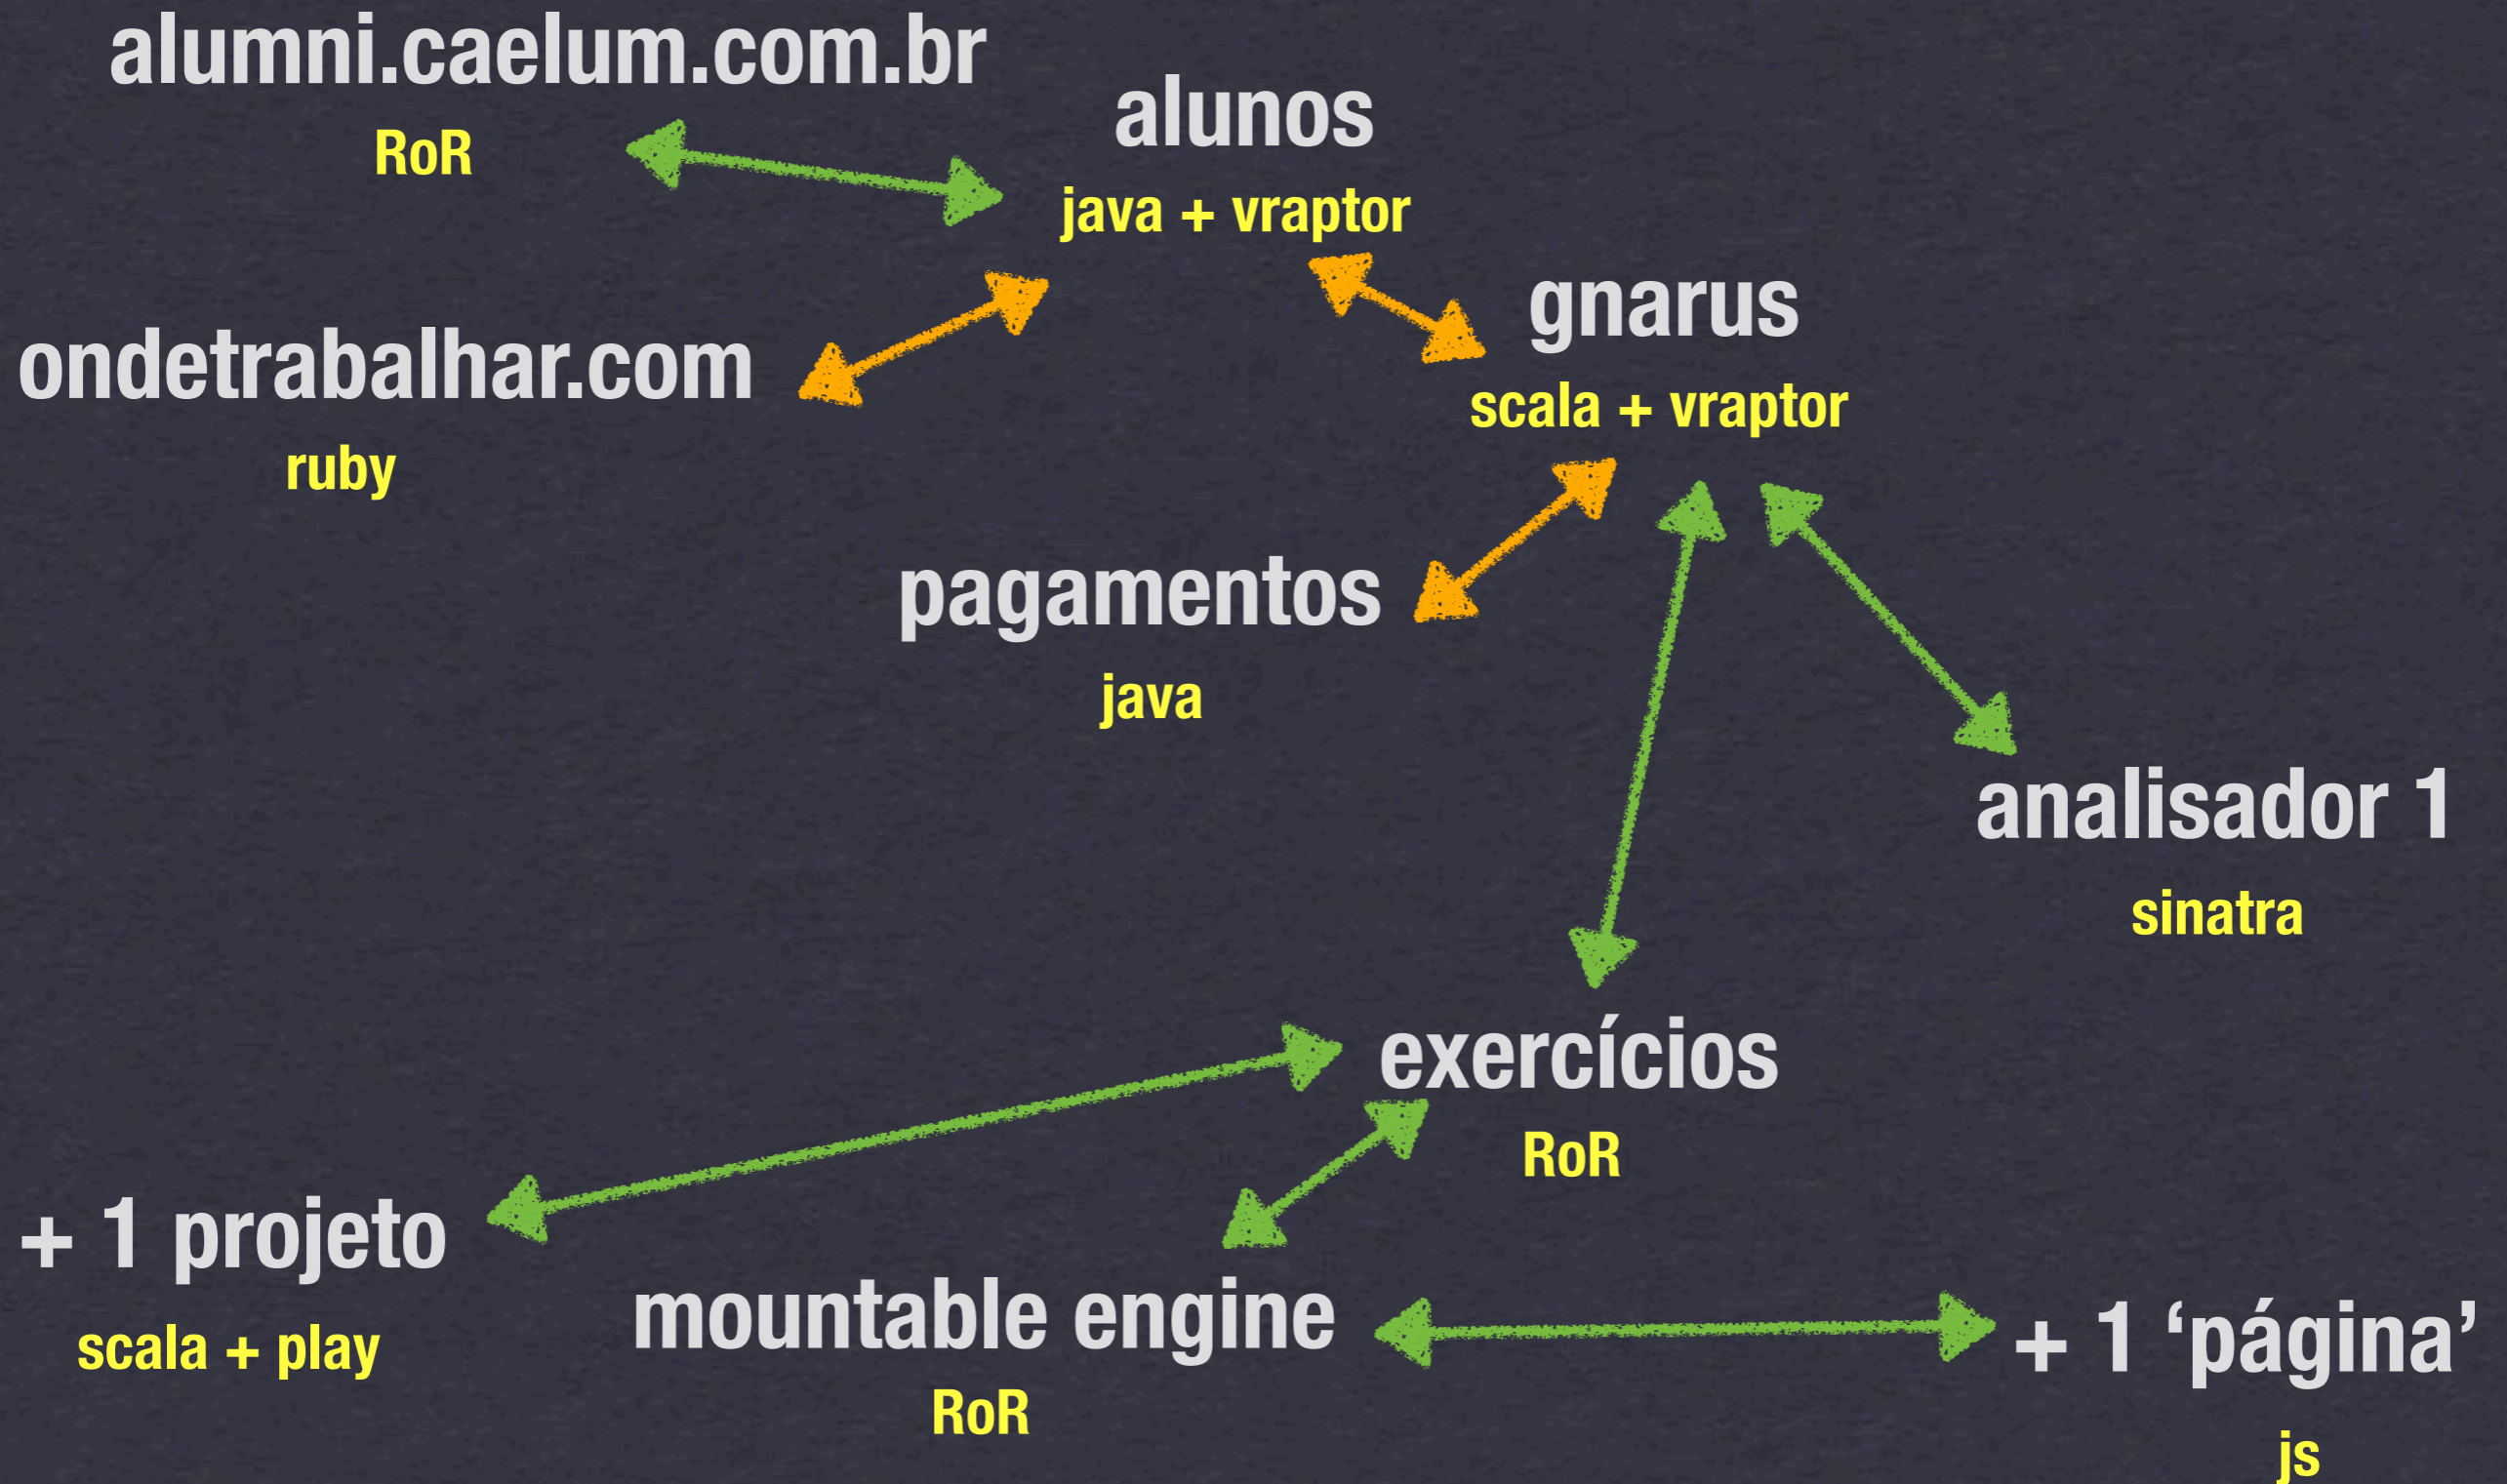 alumni.caelum.com.br
RoR
alunos
java + vraptor
gnarus
scala + vraptor
ondetrabalhar.com
ruby
pagamentos
java
analisador 1
sinatra
exercícios
RoR
+ 1 projeto
scala + play
mountable engine
RoR
+ 1 ‘página’
js